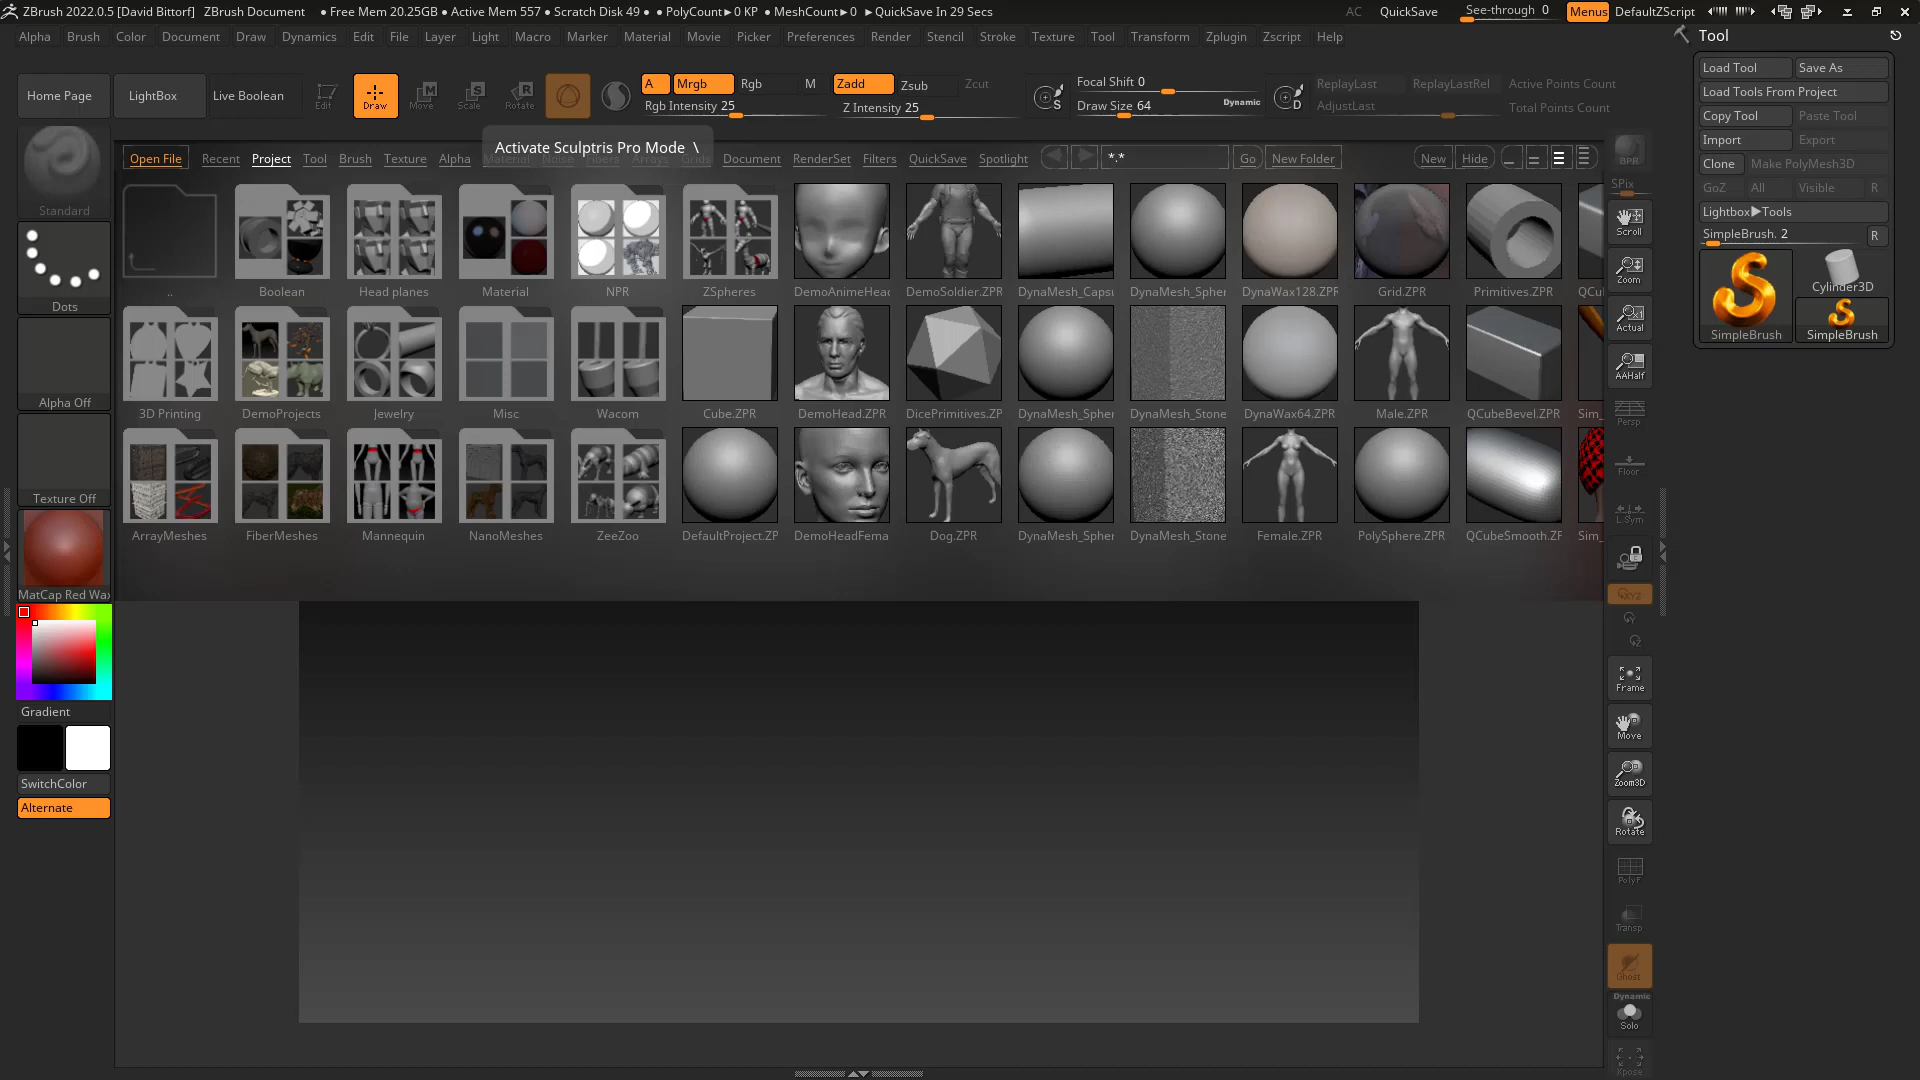 ZBrush 2022.0.5 [David Bittorf] ZBrush Document • Free Mem 20.25GB • Active Mem 557 • Scratch Disk 49 • • PolyCount►0 KP • MeshCount►0 ►QuickSave In 29 Secs AC QuickSave See-through 0 Menus DefaultZScript
Alpha Brush Color Document Draw Dynamics Edit File Layer Light Macro Marker Material Movie Picker Preferences Render Stencil Stroke Texture Tool Transform Zplugin Zscript Help
Tool
Load Tool Save As
Load Tools From Project
Copy Tool Paste Tool
Import Export
Clone Make PolyMesh3D
GoZ All Visible R
Lightbox►Tools
SimpleBrush. 2 R
Cylinder3D
SimpleBrush SimpleBrush
Home Page LightBox Live Boolean Edit Draw Move Scale Rotate
A Mrgb Rgb M Zadd Zsub Zcut
Rgb Intensity 25 Z Intensity 25
Focal Shift 0
Draw Size 64 Dynamic
S D
ReplayLast ReplayLastRel Active Points Count
AdjustLast Total Points Count
Activate Sculptris Pro Mode \
Open File Recent Project Tool Brush Texture Alpha Material Noise Fibers Arrays Grids Document RenderSet Filters QuickSave Spotlight *.* Go New Folder New Hide
.. Boolean Head planes Material NPR ZSpheres DemoAnimeHead DemoSoldier.ZPR DynaMesh_Capsu DynaMesh_Spher DynaWax128.ZPR Grid.ZPR Primitives.ZPR QCul
3D Printing DemoProjects Jewelry Misc Wacom Cube.ZPR DemoHead.ZPR DicePrimitives.ZP DynaMesh_Spher DynaMesh_Stone DynaWax64.ZPR Male.ZPR QCubeBevel.ZPR Sim_
ArrayMeshes FiberMeshes Mannequin NanoMeshes ZeeZoo DefaultProject.ZP DemoHeadFema Dog.ZPR DynaMesh_Spher DynaMesh_Stone Female.ZPR PolySphere.ZPR QCubeSmooth.ZF Sim_
Standard
Dots
Alpha Off
Texture Off
MatCap Red Wax
Gradient
SwitchColor
Alternate
BPR
SPix
Scroll
Zoom
Actual
AAHalf
Persp
Floor
L.Sym
XYZ
Y
Z
Frame
Move
Zoom3D
Rotate
PolyF
Transp
Ghost
Dynamic
Solo
Xpose